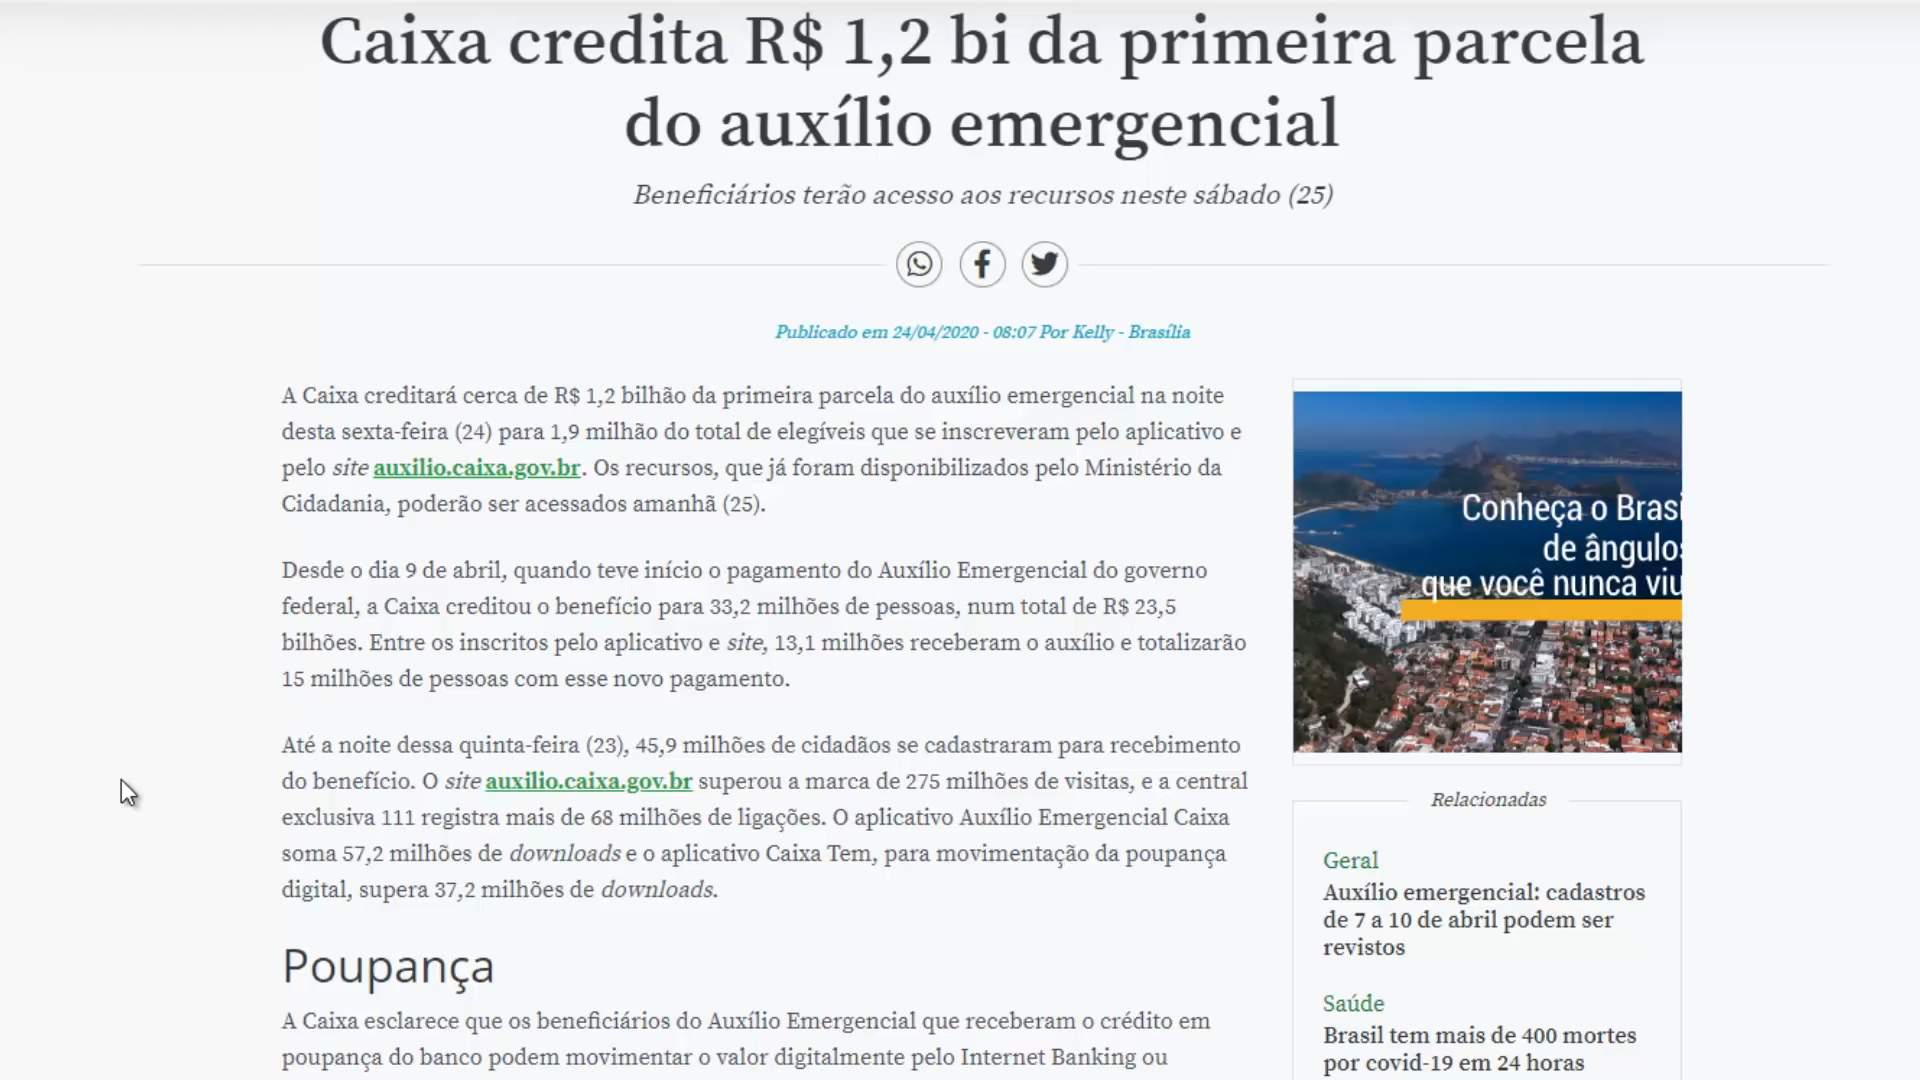 Caixa credita R$ 1,2 bi da primeira parcela
do auxílio emergencial
Beneficiários terão acesso aos recursos neste sábado (25)
Publicado em 24/04/2020 - 08:07 Por Kelly - Brasília
A Caixa creditará cerca de R$ 1,2 bilhão da primeira parcela do auxílio emergencial na noite
desta sexta-feira (24) para 1,9 milhão do total de elegíveis que se inscreveram pelo aplicativo e
pelo site auxilio.caixa.gov.br. Os recursos, que já foram disponibilizados pelo Ministério da
Cidadania, poderão ser acessados amanhã (25).
Desde o dia 9 de abril, quando teve início o pagamento do Auxílio Emergencial do governo
federal, a Caixa creditou o benefício para 33,2 milhões de pessoas, num total de R$ 23,5
bilhões. Entre os inscritos pelo aplicativo e site, 13,1 milhões receberam o auxílio e totalizarão
15 milhões de pessoas com esse novo pagamento.
Até a noite dessa quinta-feira (23), 45,9 milhões de cidadãos se cadastraram para recebimento
do benefício. O site auxilio.caixa.gov.br superou a marca de 275 milhões de visitas, e a central
exclusiva 111 registra mais de 68 milhões de ligações. O aplicativo Auxílio Emergencial Caixa
soma 57,2 milhões de downloads e o aplicativo Caixa Tem, para movimentação da poupança
digital, supera 37,2 milhões de downloads.
Poupança
A Caixa esclarece que os beneficiários do Auxílio Emergencial que receberam o crédito em
poupança do banco podem movimentar o valor digitalmente pelo Internet Banking ou
Conheça o Brasi
de ângulos
que você nunca viu
Relacionadas
Geral
Auxílio emergencial: cadastros
de 7 a 10 de abril podem ser
revistos
Saúde
Brasil tem mais de 400 mortes
por covid-19 em 24 horas